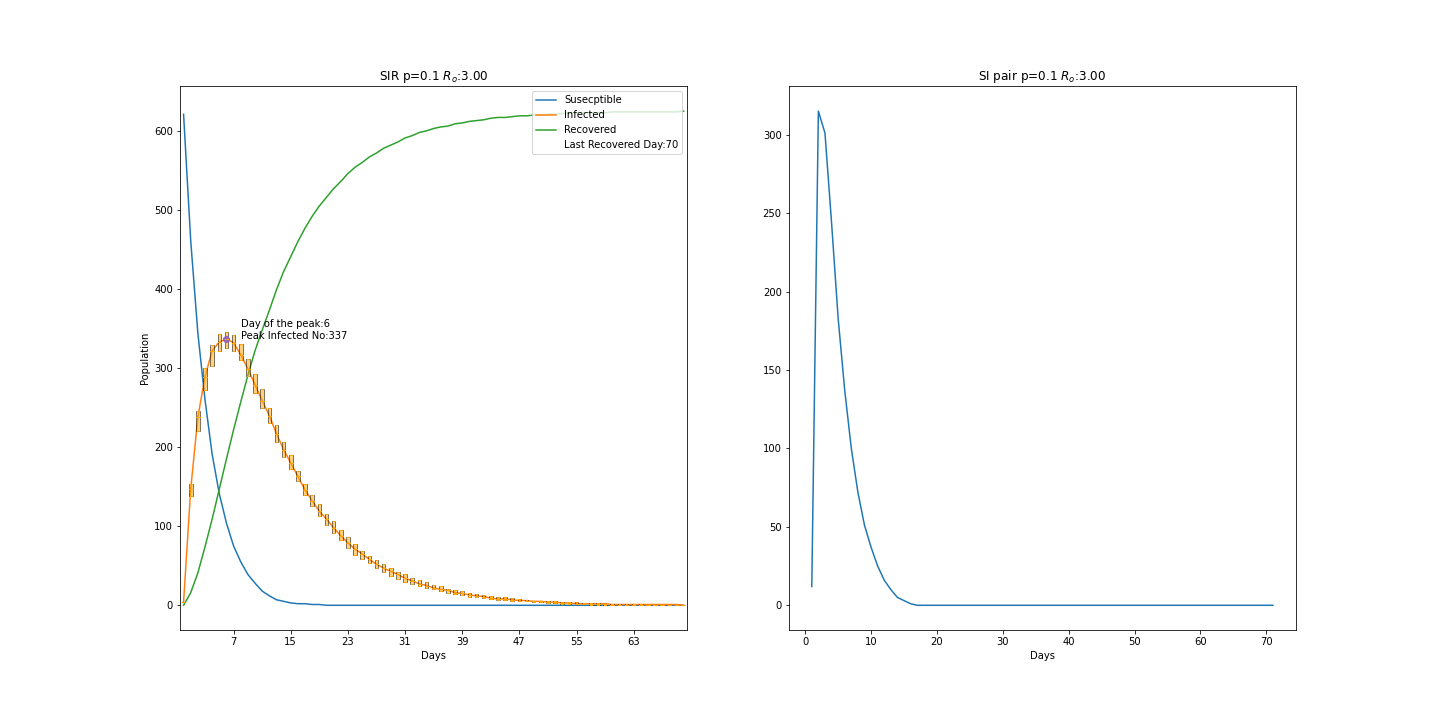 SIR p=0.1 Rₒ:3.00
Susecptible
Infected
Recovered
Last Recovered Day:70
Day of the peak:6
Peak Infected No:337
Population
600
500
400
300
200
100
0
7 15 23 31 39 47 55 63
Days
SI pair p=0.1 Rₒ:3.00
300
250
200
150
100
50
0
0 10 20 30 40 50 60 70
Days